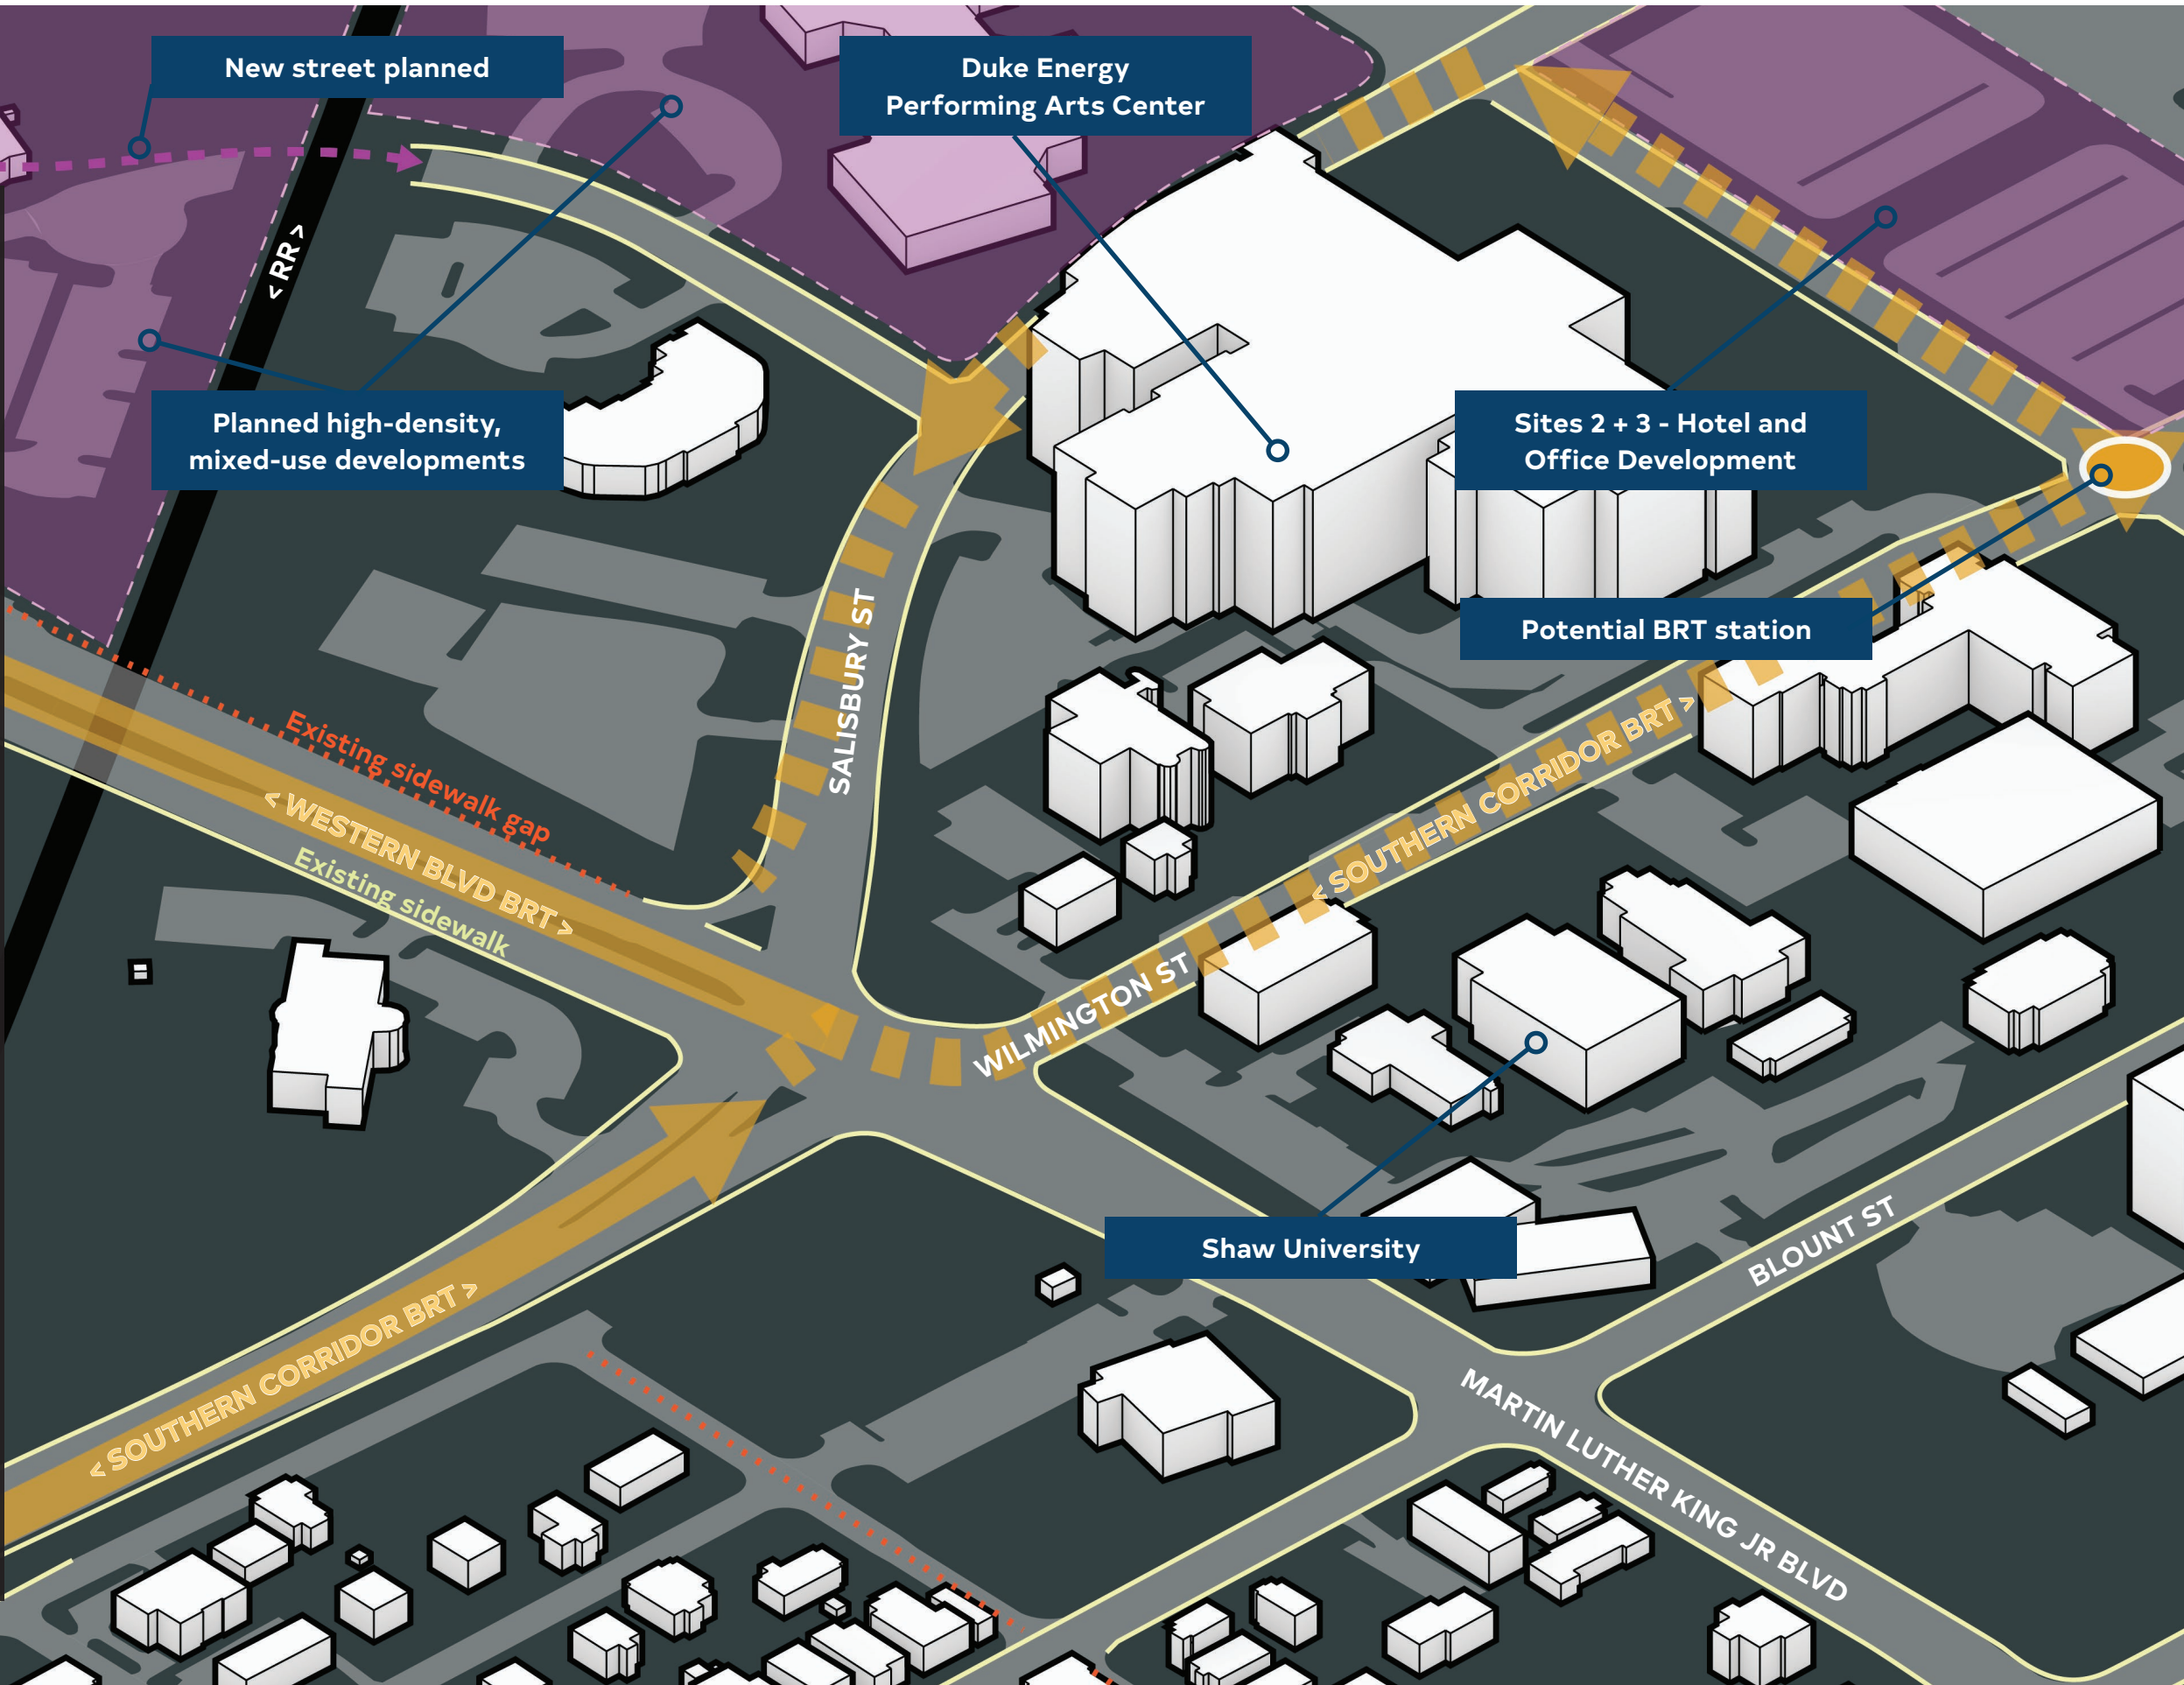 New street planned
Duke Energy
Performing Arts Center
< RR >
Planned high-density,
mixed-use developments
Sites 2 + 3 - Hotel and
Office Development
Potential BRT station
SALISBURY ST
Existing sidewalk gap
< WESTERN BLVD BRT >
Existing sidewalk
< SOUTHERN CORRIDOR BRT >
WILMINGTON ST
Shaw University
BLOUNT ST
< SOUTHERN CORRIDOR BRT >
MARTIN LUTHER KING JR BLVD